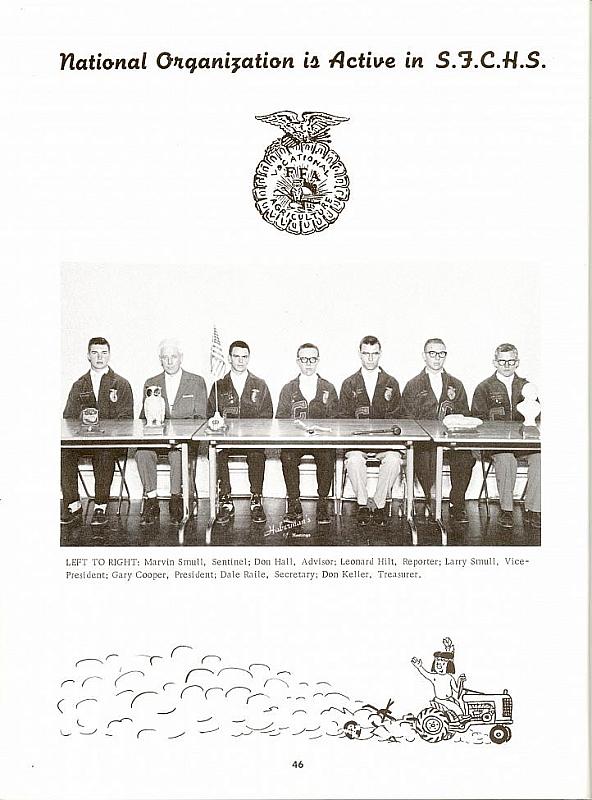 National Organization is Active in S.F.C.H.S.
VOCATIONAL
FFA
AGRICULTURE
Haberman's
of Hastings
LEFT TO RIGHT: Marvin Smull, Sentinel; Don Hall, Advisor; Leonard Hilt, Reporter; Larry Smull, Vice-
President; Gary Cooper, President; Dale Raile, Secretary; Don Keller, Treasurer.
46